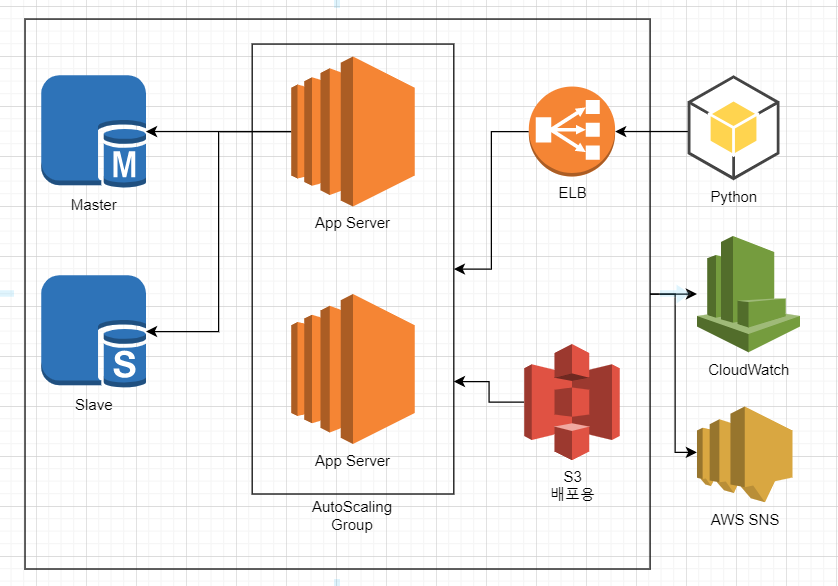 M
Master
App Server
ELB
Python
S
Slave
CloudWatch
App Server
S3
배포용
AutoScaling
Group
AWS SNS